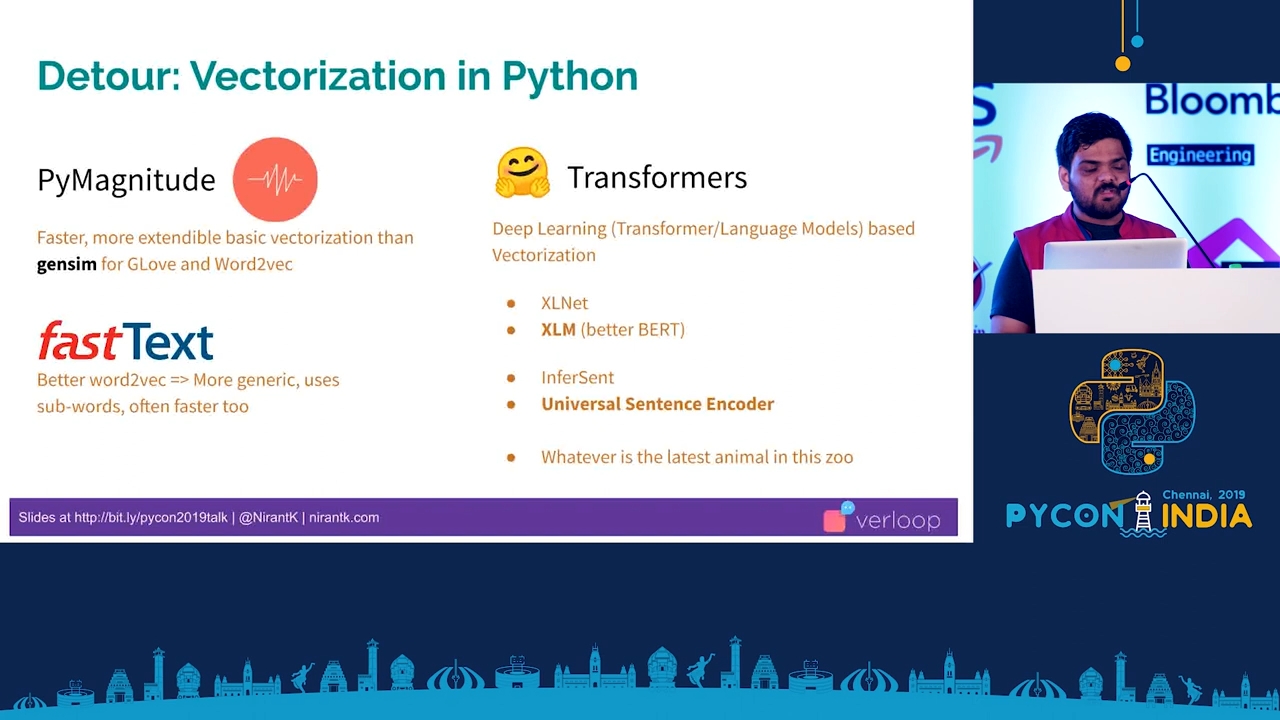 Detour: Vectorization in Python
PyMagnitude
Faster, more extendible basic vectorization than
gensim for GLove and Word2vec
fastText
Better word2vec => More generic, uses
sub-words, often faster too
Transformers
Deep Learning (Transformer/Language Models) based
Vectorization
● XLNet
● XLM (better BERT)
● InferSent
● Universal Sentence Encoder
● Whatever is the latest animal in this zoo
Slides at http://bit.ly/pycon2019talk | @NirantK | nirantk.com
verloop
S
Bloomb
Engineering
Chennai, 2019
PYCON INDIA